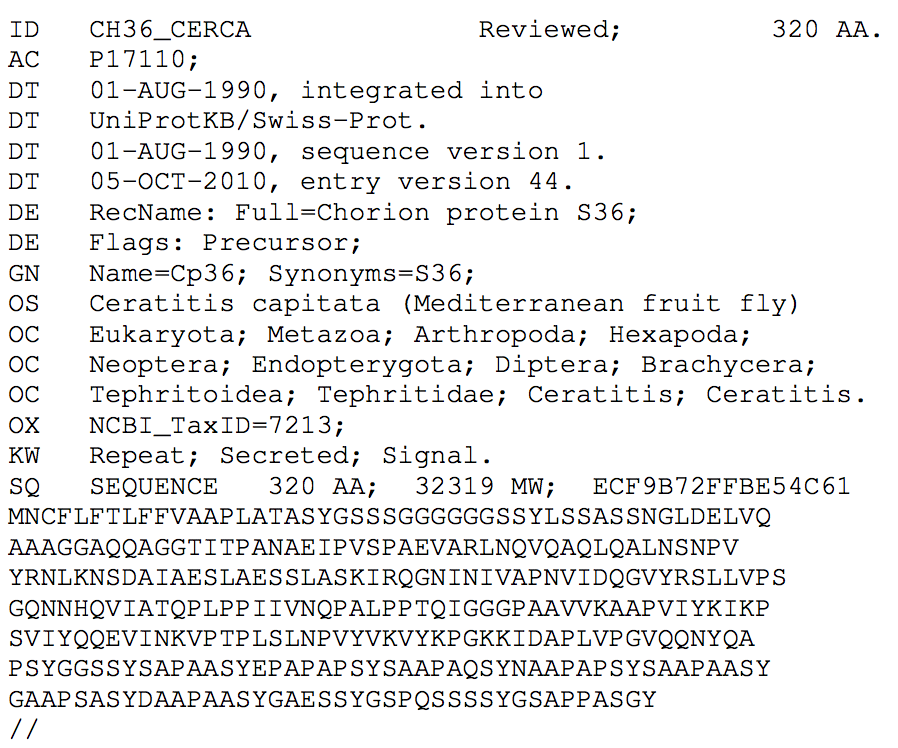 ID   CH36_CERCA              Reviewed;         320 AA.
AC   P17110;
DT   01-AUG-1990, integrated into
DT   UniProtKB/Swiss-Prot.
DT   01-AUG-1990, sequence version 1.
DT   05-OCT-2010, entry version 44.
DE   RecName: Full=Chorion protein S36;
DE   Flags: Precursor;
GN   Name=Cp36; Synonyms=S36;
OS   Ceratitis capitata (Mediterranean fruit fly)
OC   Eukaryota; Metazoa; Arthropoda; Hexapoda;
OC   Neoptera; Endopterygota; Diptera; Brachycera;
OC   Tephritoidea; Tephritidae; Ceratitis; Ceratitis.
OX   NCBI_TaxID=7213;
KW   Repeat; Secreted; Signal.
SQ   SEQUENCE   320 AA;  32319 MW;  ECF9B72FFBE54C61
MNCFLFTLFFVAAPLATASYGSSSGGGGGGSSYLSSASSNGLDELVQ
AAAGGAQQAGGTITPANAEIPVSPAEVARLNQVQAQLQALNSNPV
YRNLKNSDAIAESLAESSLASKIRQGNINIVAPNVIDQGVYRSLLVPS
GQNNHQVIATQPLPPIIVNQPALPPTQIGGGPAAVVKAAPVIYKIKP
SVIYQQEVINKVPTPLSLNPVYVKVYKPGKKIDAPLVPGVQQNYQA
PSYGGSSYSAPAASYEPAPAPSYSAAPAQSYNAAPAPSYSAAPAASY
GAAPSASYDAAPAASYGAESSYGSPQSSSSYGSAPPASGY
//